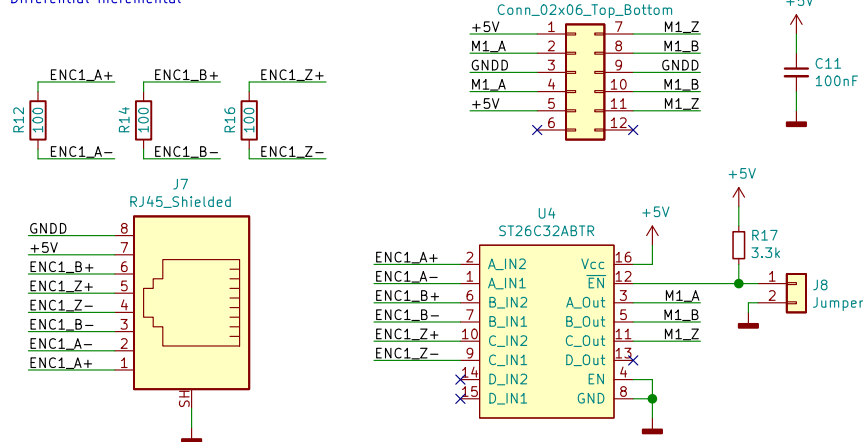 Differential Incremental
Conn_02x06_Top_Bottom
+5V 1 7 M1_Z
M1_A 2 8 M1_B
GNDD 3 9 GNDD
M1_A 4 10 M1_B
+5V 5 11 M1_Z
6 12
+5V
C11
100nF
ENC1_A+ ENC1_B+ ENC1_Z+
R12 100 R14 100 R16 100
ENC1_A- ENC1_B- ENC1_Z-
J7
RJ45_Shielded
GNDD 8
+5V 7
ENC1_B+ 6
ENC1_Z+ 5
ENC1_Z- 4
ENC1_B- 3
ENC1_A- 2
ENC1_A+ 1
SH
U4
ST26C32ABTR
+5V
ENC1_A+ 2 A_IN2 Vcc 16
ENC1_A- 1 A_IN1 EN 12
ENC1_B+ 6 B_IN2 A_Out 3 M1_A
ENC1_B- 7 B_IN1 B_Out 5 M1_B
ENC1_Z+ 10 C_IN2 C_Out 11 M1_Z
ENC1_Z- 9 C_IN1 D_Out 13
14 D_IN2 EN 4
15 D_IN1 GND 8
+5V
R17
3.3k
1 J8
2 Jumper